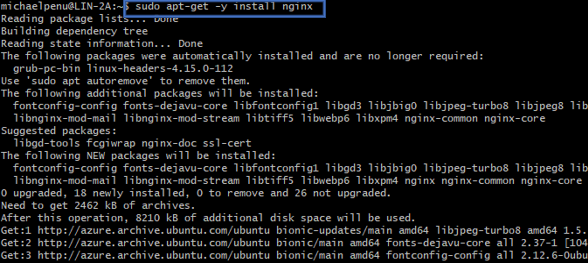 michaelpenu@LIN-2A:~$ sudo apt-get -y install nginx
Reading package lists... Done
Building dependency tree
Reading state information... Done
The following packages were automatically installed and are no longer required:
  grub-pc-bin linux-headers-4.15.0-112
Use 'sudo apt autoremove' to remove them.
The following additional packages will be installed:
  fontconfig-config fonts-dejavu-core libfontconfig1 libgd3 libjbig0 libjpeg-turbo8 libjpeg8 lib
  libnginx-mod-mail libnginx-mod-stream libtiff5 libwebp6 libxpm4 nginx-common nginx-core
Suggested packages:
  libgd-tools fcgiwrap nginx-doc ssl-cert
The following NEW packages will be installed:
  fontconfig-config fonts-dejavu-core libfontconfig1 libgd3 libjbig0 libjpeg-turbo8 libjpeg8 lib
  libnginx-mod-mail libnginx-mod-stream libtiff5 libwebp6 libxpm4 nginx nginx-common nginx-core
0 upgraded, 18 newly installed, 0 to remove and 26 not upgraded.
Need to get 2462 kB of archives.
After this operation, 8210 kB of additional disk space will be used.
Get:1 http://azure.archive.ubuntu.com/ubuntu bionic-updates/main amd64 libjpeg-turbo8 amd64 1.5.
Get:2 http://azure.archive.ubuntu.com/ubuntu bionic/main amd64 fonts-dejavu-core all 2.37-1 [104
Get:3 http://azure.archive.ubuntu.com/ubuntu bionic/main amd64 fontconfig-config all 2.12.6-0ubu